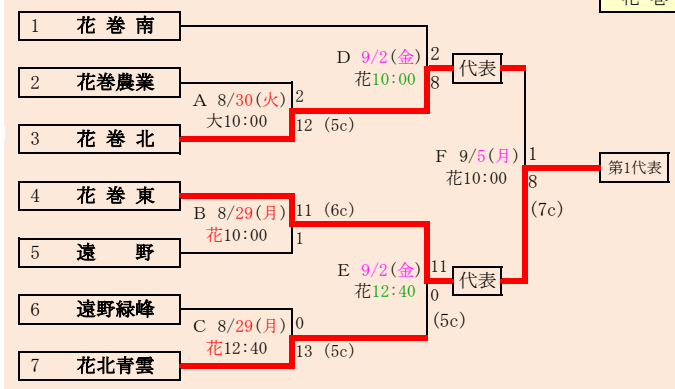 花 巻
1 花 巻 南
D 9/2(金) 2
花10:00 8
代表
2 花巻農業
A 8/30(火) 2
大10:00
12 (5c)
3 花 巻 北
F 9/5(月) 1
花10:00 8
(7c)
第1代表
4 花 巻 東
B 8/29(月) 11 (6c)
花10:00 1
5 遠 野
E 9/2(金) 11
花12:40 0
(5c)
代表
6 遠野緑峰
C 8/29(月) 0
花12:40
13 (5c)
7 花北青雲